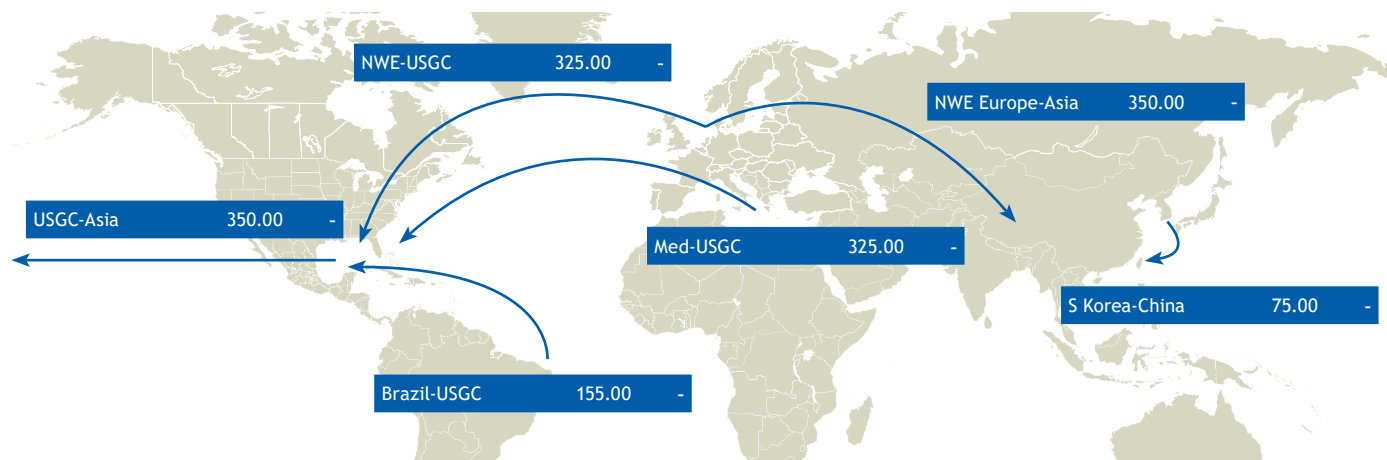 NWE-USGC 325.00 -
NWE Europe-Asia 350.00 -
USGC-Asia 350.00 -
Med-USGC 325.00 -
S Korea-China 75.00 -
Brazil-USGC 155.00 -